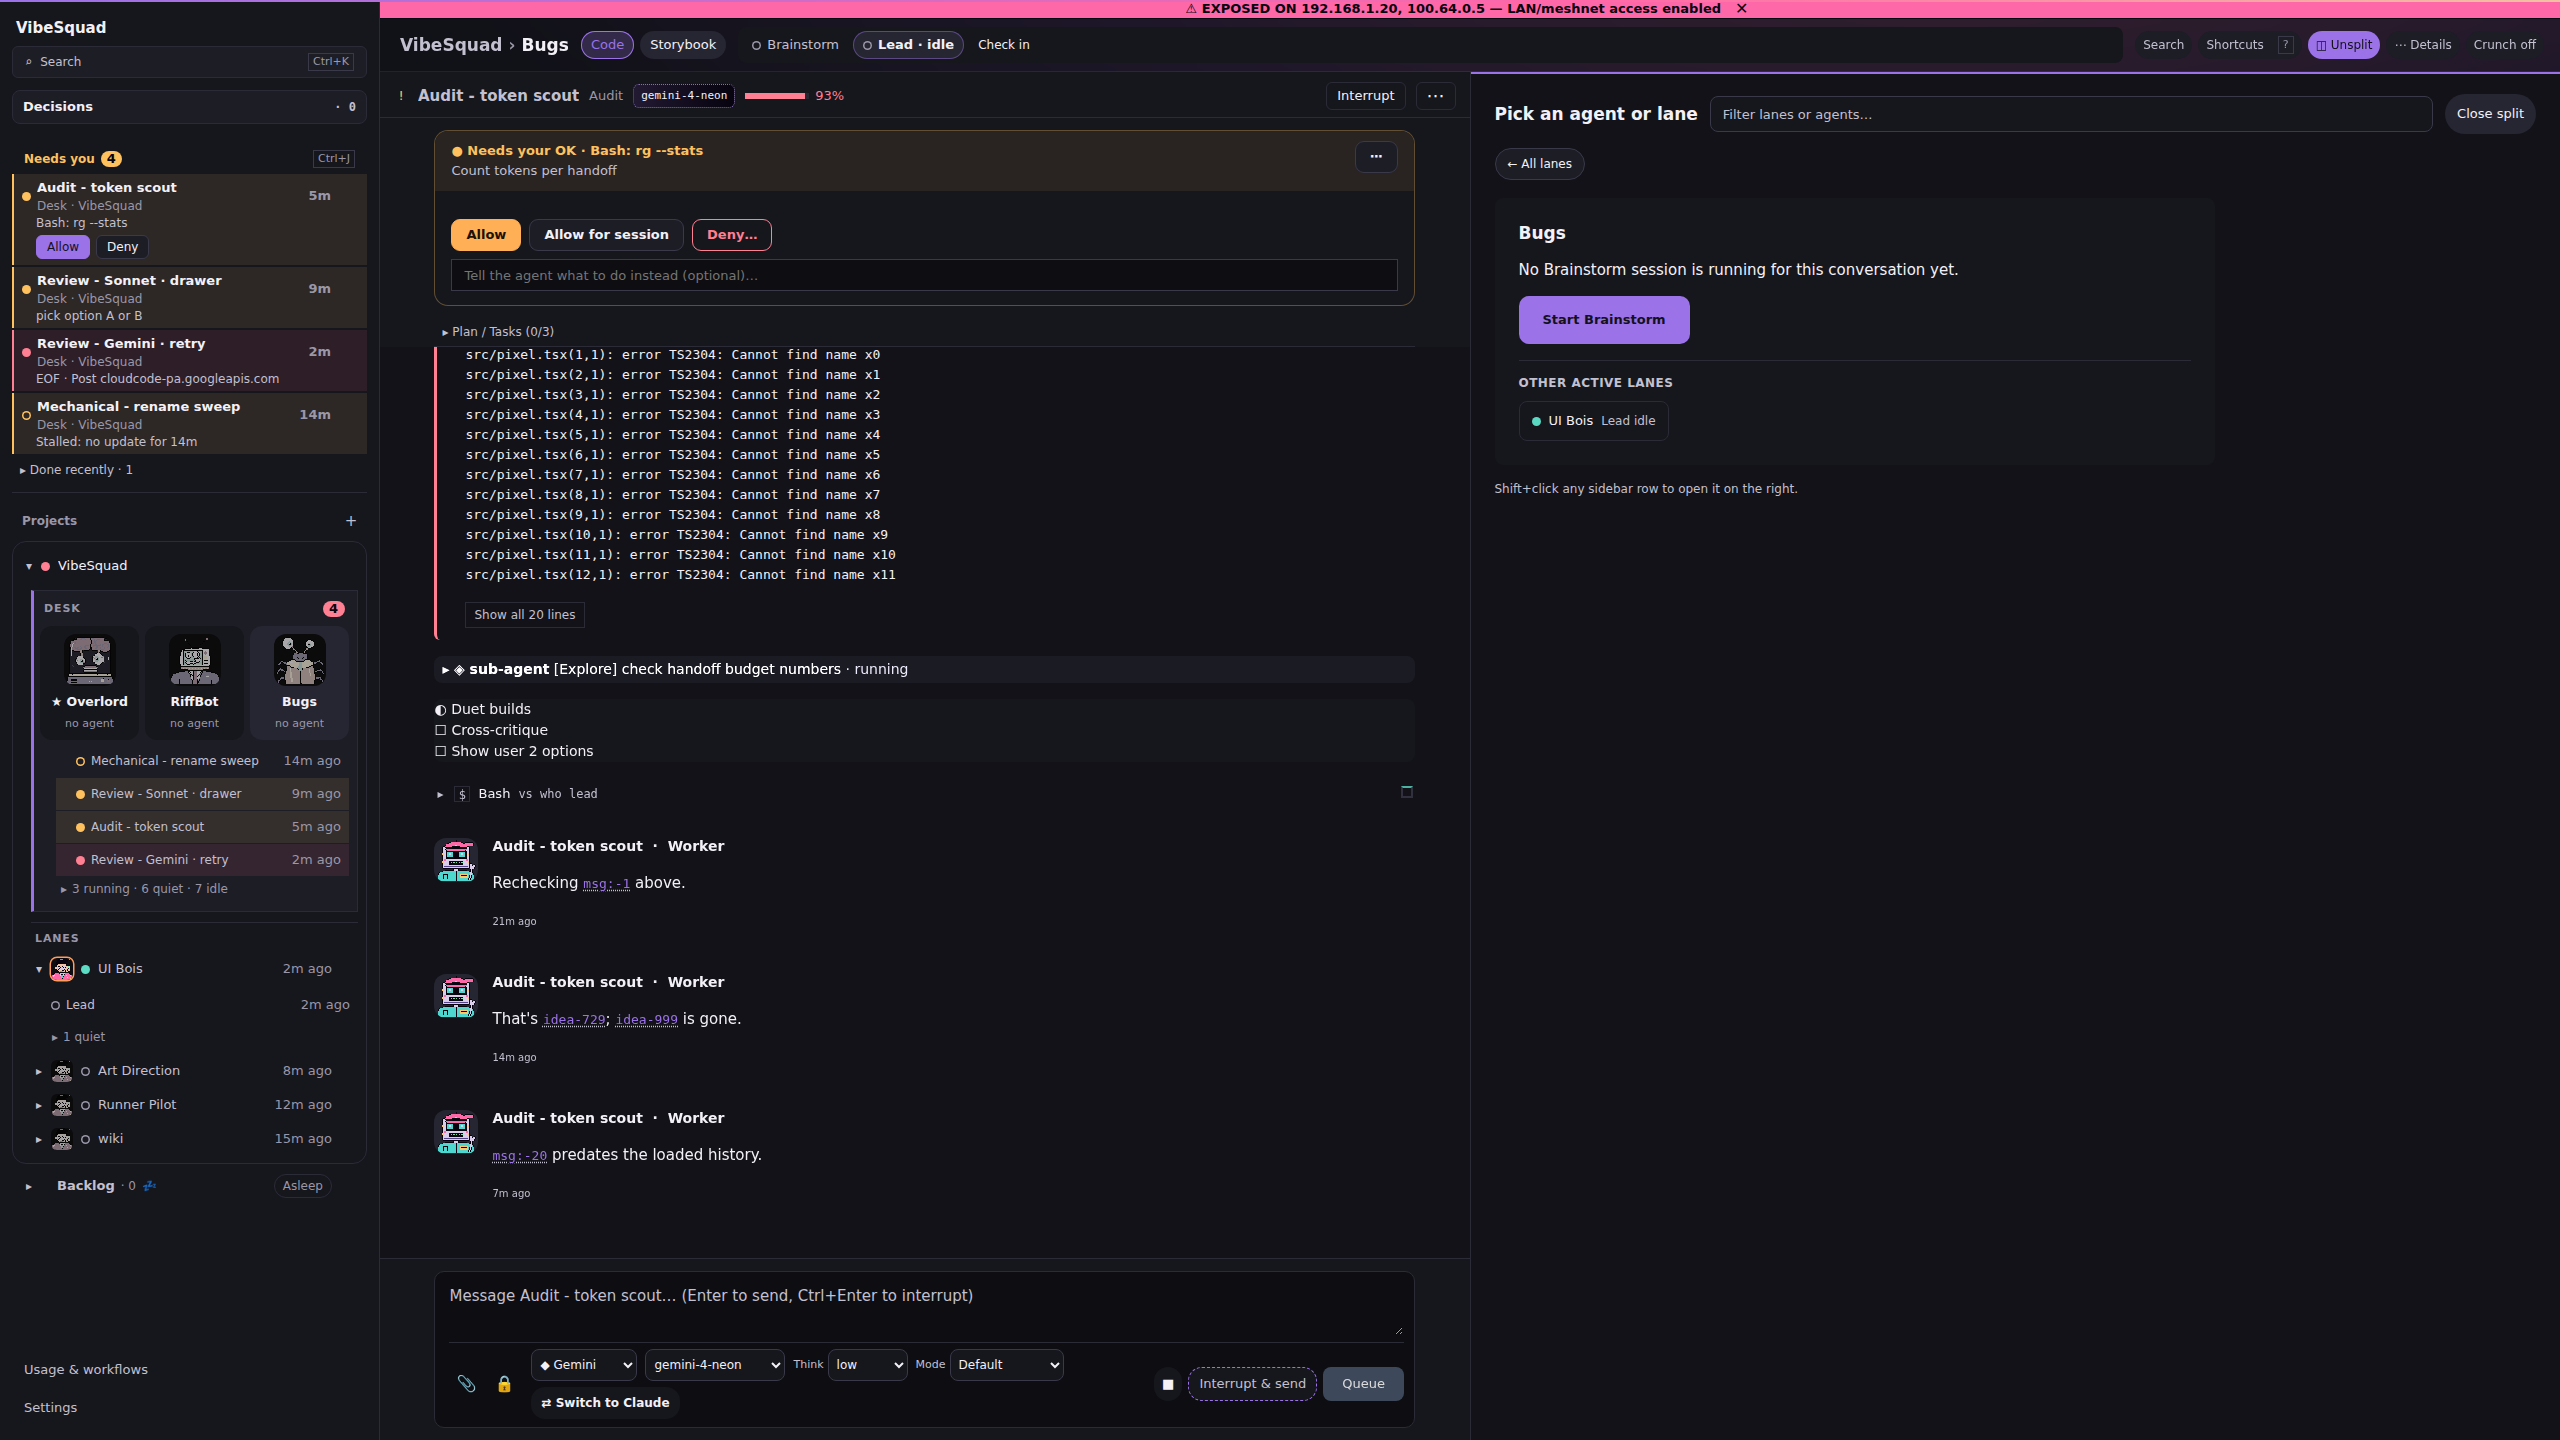 ⚠ EXPOSED ON 192.168.1.20, 100.64.0.5 — LAN/meshnet access enabled ✕
VibeSquad
⌕ Search Ctrl+K
Decisions · 0
Needs you 4 Ctrl+J
Audit - token scout 5m
Desk · VibeSquad
Bash: rg --stats
Allow Deny
Review - Sonnet · drawer 9m
Desk · VibeSquad
pick option A or B
Review - Gemini · retry 2m
Desk · VibeSquad
EOF · Post cloudcode-pa.googleapis.com
Mechanical - rename sweep 14m
Desk · VibeSquad
Stalled: no update for 14m
▸ Done recently · 1
Projects +
▾ VibeSquad
DESK 4
★ Overlord RiffBot Bugs
no agent no agent no agent
Mechanical - rename sweep 14m ago
Review - Sonnet · drawer 9m ago
Audit - token scout 5m ago
Review - Gemini · retry 2m ago
▸ 3 running · 6 quiet · 7 idle
LANES
▾ UI Bois 2m ago
Lead 2m ago
▸ 1 quiet
▸ Art Direction 8m ago
▸ Runner Pilot 12m ago
▸ wiki 15m ago
▸ Backlog · 0 💤 Asleep
Usage & workflows
Settings
VibeSquad › Bugs Code Storybook Brainstorm Lead · idle Check in Search Shortcuts ? ◫ Unsplit ⋯ Details Crunch off
! Audit - token scout Audit gemini-4-neon 93% Interrupt ⋯
● Needs your OK · Bash: rg --stats ⋯
Count tokens per handoff
Allow Allow for session Deny…
Tell the agent what to do instead (optional)…
▸ Plan / Tasks (0/3)
src/pixel.tsx(1,1): error TS2304: Cannot find name x0
src/pixel.tsx(2,1): error TS2304: Cannot find name x1
src/pixel.tsx(3,1): error TS2304: Cannot find name x2
src/pixel.tsx(4,1): error TS2304: Cannot find name x3
src/pixel.tsx(5,1): error TS2304: Cannot find name x4
src/pixel.tsx(6,1): error TS2304: Cannot find name x5
src/pixel.tsx(7,1): error TS2304: Cannot find name x6
src/pixel.tsx(8,1): error TS2304: Cannot find name x7
src/pixel.tsx(9,1): error TS2304: Cannot find name x8
src/pixel.tsx(10,1): error TS2304: Cannot find name x9
src/pixel.tsx(11,1): error TS2304: Cannot find name x10
src/pixel.tsx(12,1): error TS2304: Cannot find name x11
Show all 20 lines
▸ ◈ sub-agent [Explore] check handoff budget numbers · running
◐ Duet builds
☐ Cross-critique
☐ Show user 2 options
▸ $ Bash vs who lead
Audit - token scout · Worker
Rechecking msg:-1 above.
21m ago
Audit - token scout · Worker
That's idea-729; idea-999 is gone.
14m ago
Audit - token scout · Worker
msg:-20 predates the loaded history.
7m ago
Message Audit - token scout… (Enter to send, Ctrl+Enter to interrupt)
📎 🔒 ◆ Gemini gemini-4-neon Think low Mode Default ■ Interrupt & send Queue
⇄ Switch to Claude
Pick an agent or lane Filter lanes or agents… Close split
← All lanes
Bugs
No Brainstorm session is running for this conversation yet.
Start Brainstorm
OTHER ACTIVE LANES
UI Bois Lead idle
Shift+click any sidebar row to open it on the right.